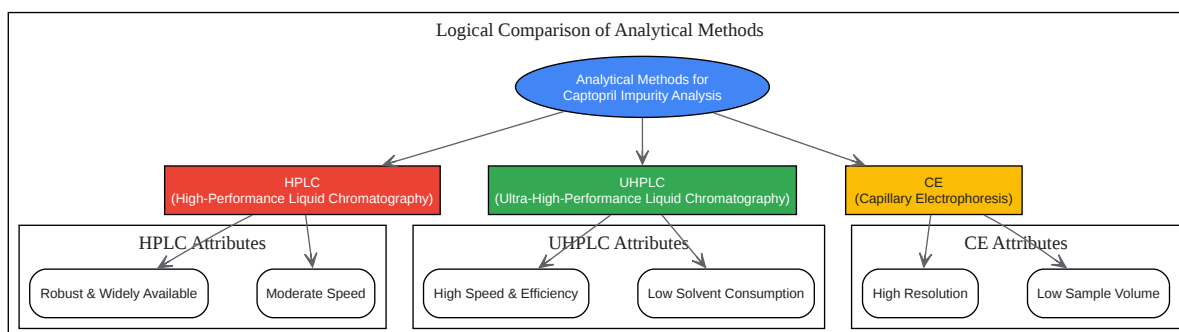 Logical Comparison of Analytical Methods
Analytical Methods for
Captopril Impurity Analysis
HPLC
(High-Performance Liquid Chromatography)
UHPLC
(Ultra-High-Performance Liquid Chromatography)
CE
(Capillary Electrophoresis)
HPLC Attributes
Robust & Widely Available
Moderate Speed
UHPLC Attributes
High Speed & Efficiency
Low Solvent Consumption
CE Attributes
High Resolution
Low Sample Volume